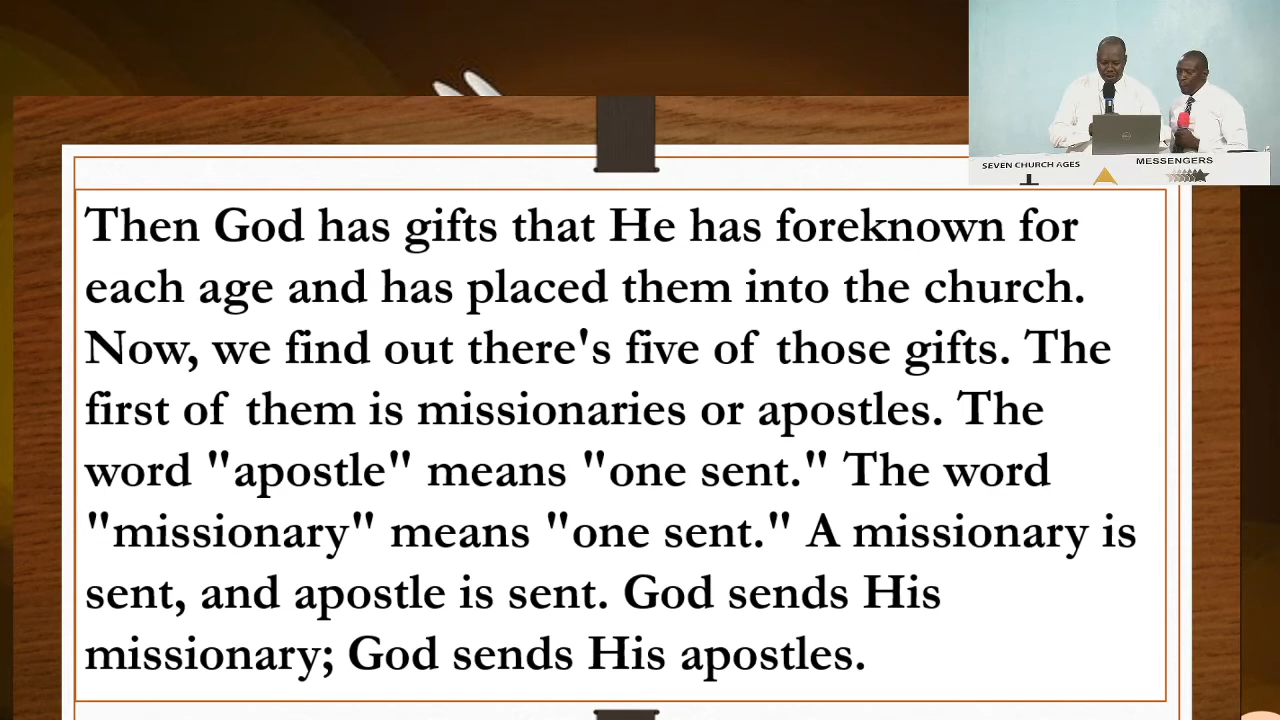 SEVEN CHURCH AGES
MESSENGERS
Then God has gifts that He has foreknown for
each age and has placed them into the church.
Now, we find out there's five of those gifts. The
first of them is missionaries or apostles. The
word "apostle" means "one sent." The word
"missionary" means "one sent." A missionary is
sent, and apostle is sent. God sends His
missionary; God sends His apostles.